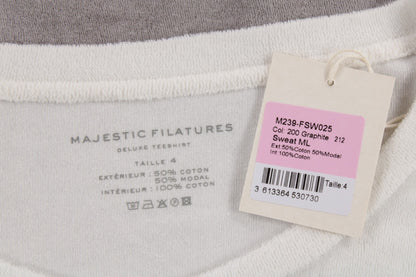 MAJESTIC FILATURES
DELUXE TEESHIRT
TAILLE 4
EXTÉRIEUR : 50% COTON
50% MODAL
INTÉRIEUR : 100% COTON
M239-FSW025
Col: 200 Graphite 212
Sweat ML
Ext 50%Coton 50%Modal
Int 100%Coton
Taille 4
3 613364 530730